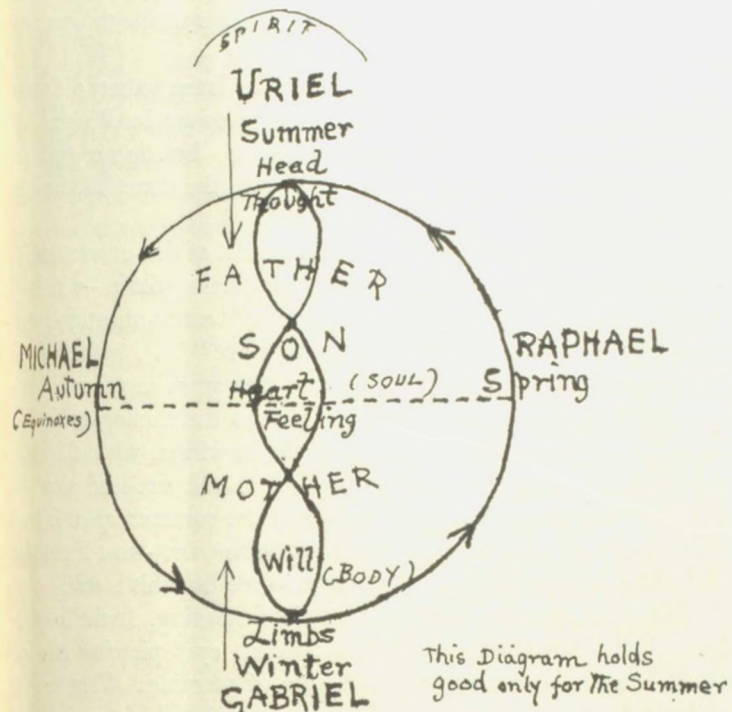 SPIRIT
URIEL
Summer
Head
Thought
FATHER
SON
MICHAEL
Autumn
(Equinoxes)
Heart
Feeling
(SOUL)
RAPHAEL
Spring
MOTHER
Will
(BODY)
Limbs
Winter
GABRIEL
This Diagram holds
good only for The Summer